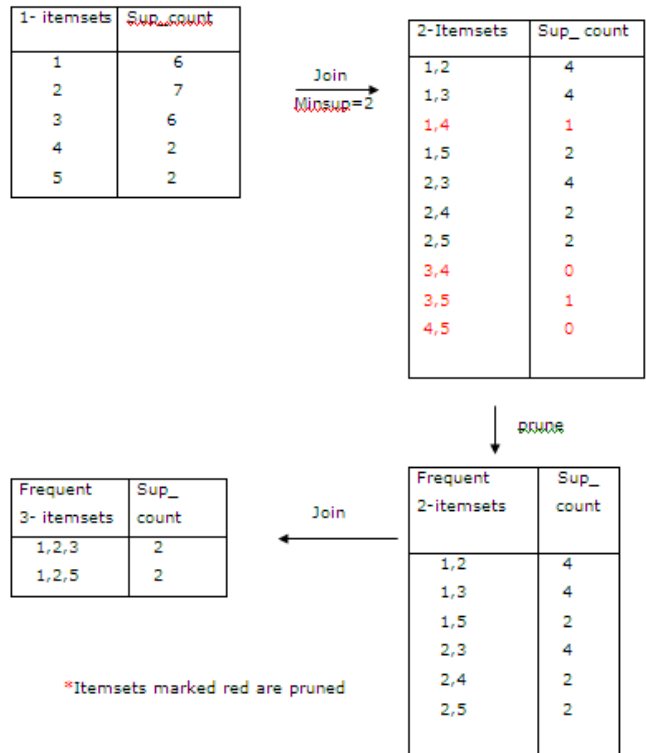 1- itemsets Sup_count
1 6
2 7
3 6
4 2
5 2
Join
Minsup=2
2-Itemsets Sup_ count
1,2 4
1,3 4
1,4 1
1,5 2
2,3 4
2,4 2
2,5 2
3,4 0
3,5 1
4,5 0
prune
Frequent Sup_
2-itemsets count
1,2 4
1,3 4
1,5 2
2,3 4
2,4 2
2,5 2
Join
Frequent Sup_
3- itemsets count
1,2,3 2
1,2,5 2
*Itemsets marked red are pruned